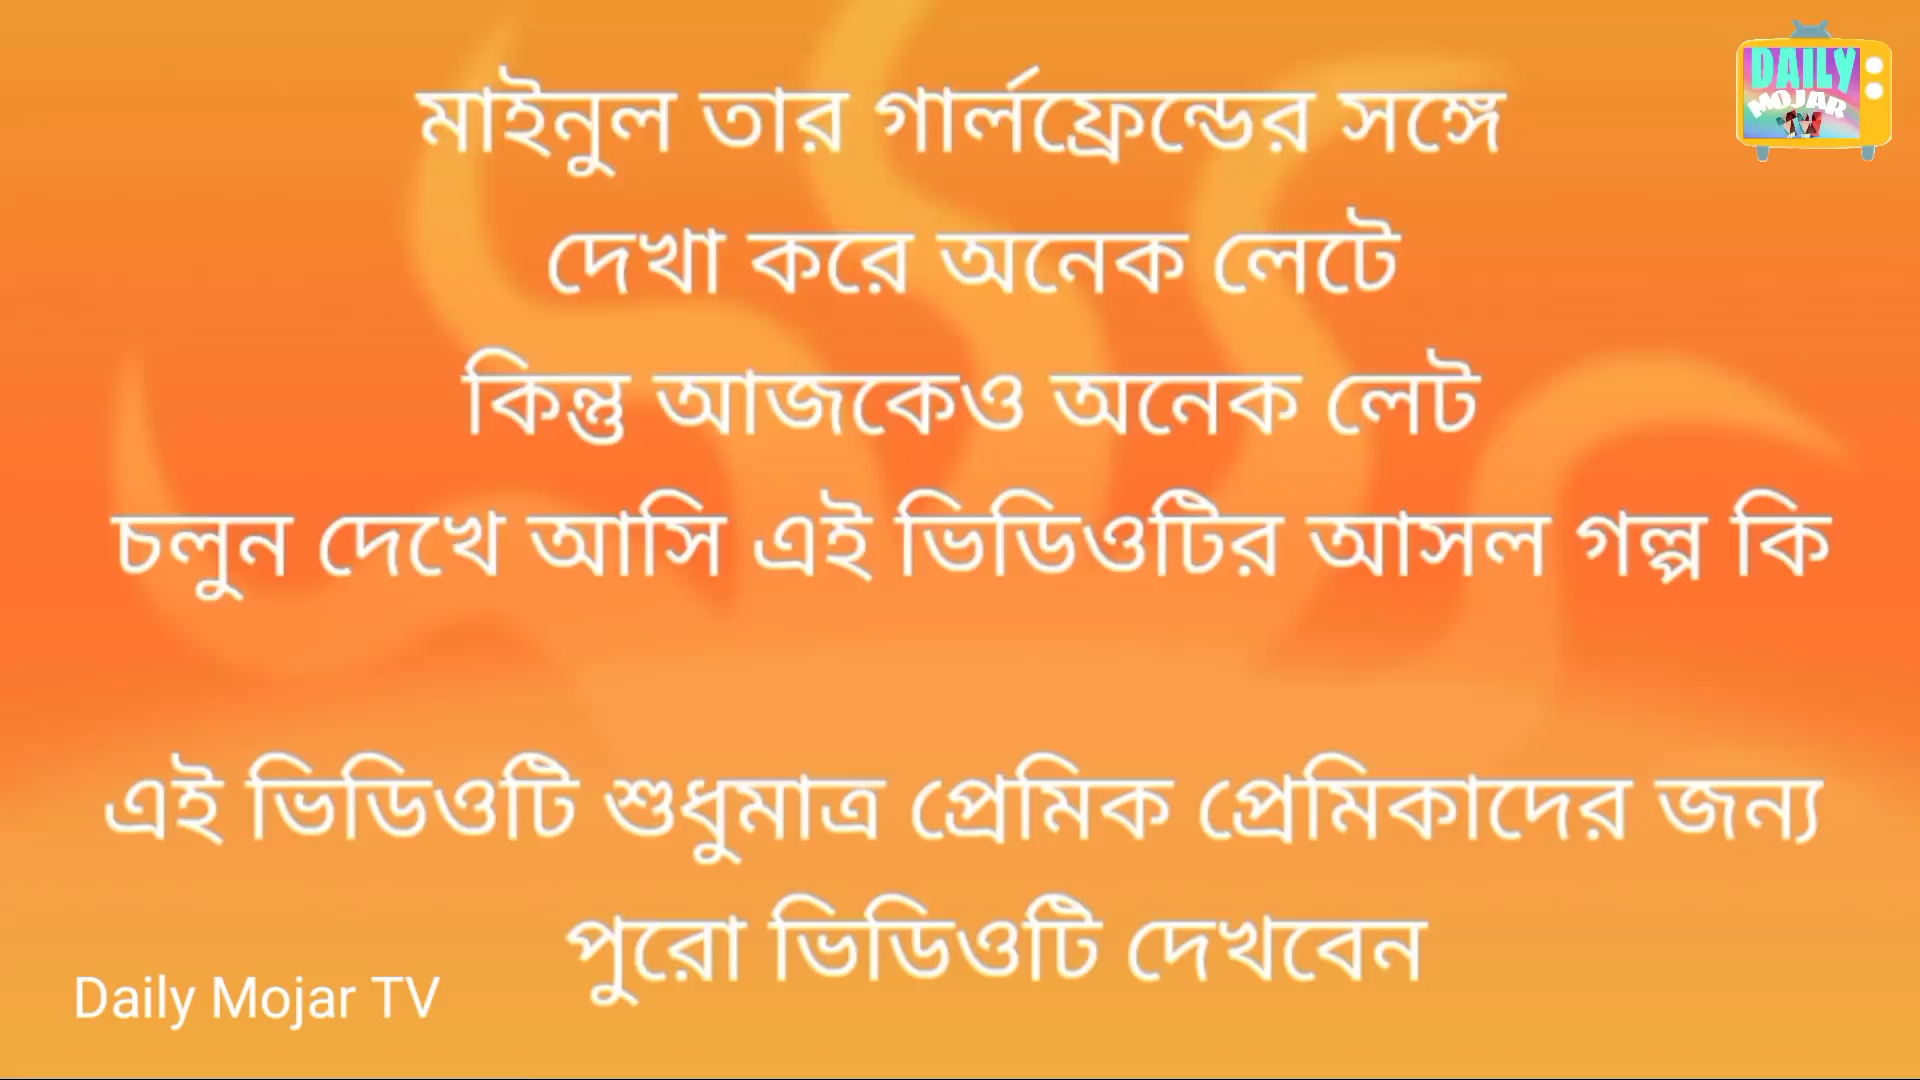 মাইনুল তার গার্লফ্রেন্ডের সঙ্গে
দেখা করে অনেক লেটে
কিন্তু আজকেও অনেক লেট
চলুন দেখে আসি এই ভিডিওটির আসল গল্প কি
এই ভিডিওটি শুধুমাত্র প্রেমিক প্রেমিকাদের জন্য
পুরো ভিডিওটি দেখবেন
Daily Mojar TV
DAILY
MOJAR
TV